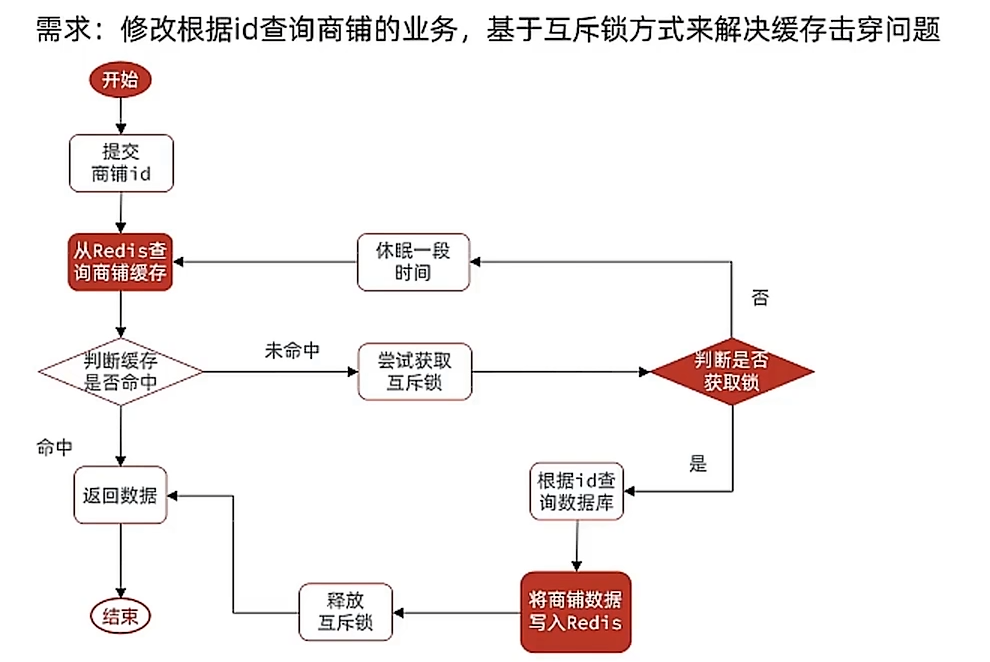 需求：修改根据id查询商铺的业务，基于互斥锁方式来解决缓存击穿问题
开始
提交
商铺id
从Redis查
询商铺缓存
休眠一段
时间
否
判断缓存
是否命中
未命中
尝试获取
互斥锁
判断是否
获取锁
命中
是
返回数据
根据id查
询数据库
将商铺数据
写入Redis
释放
互斥锁
结束